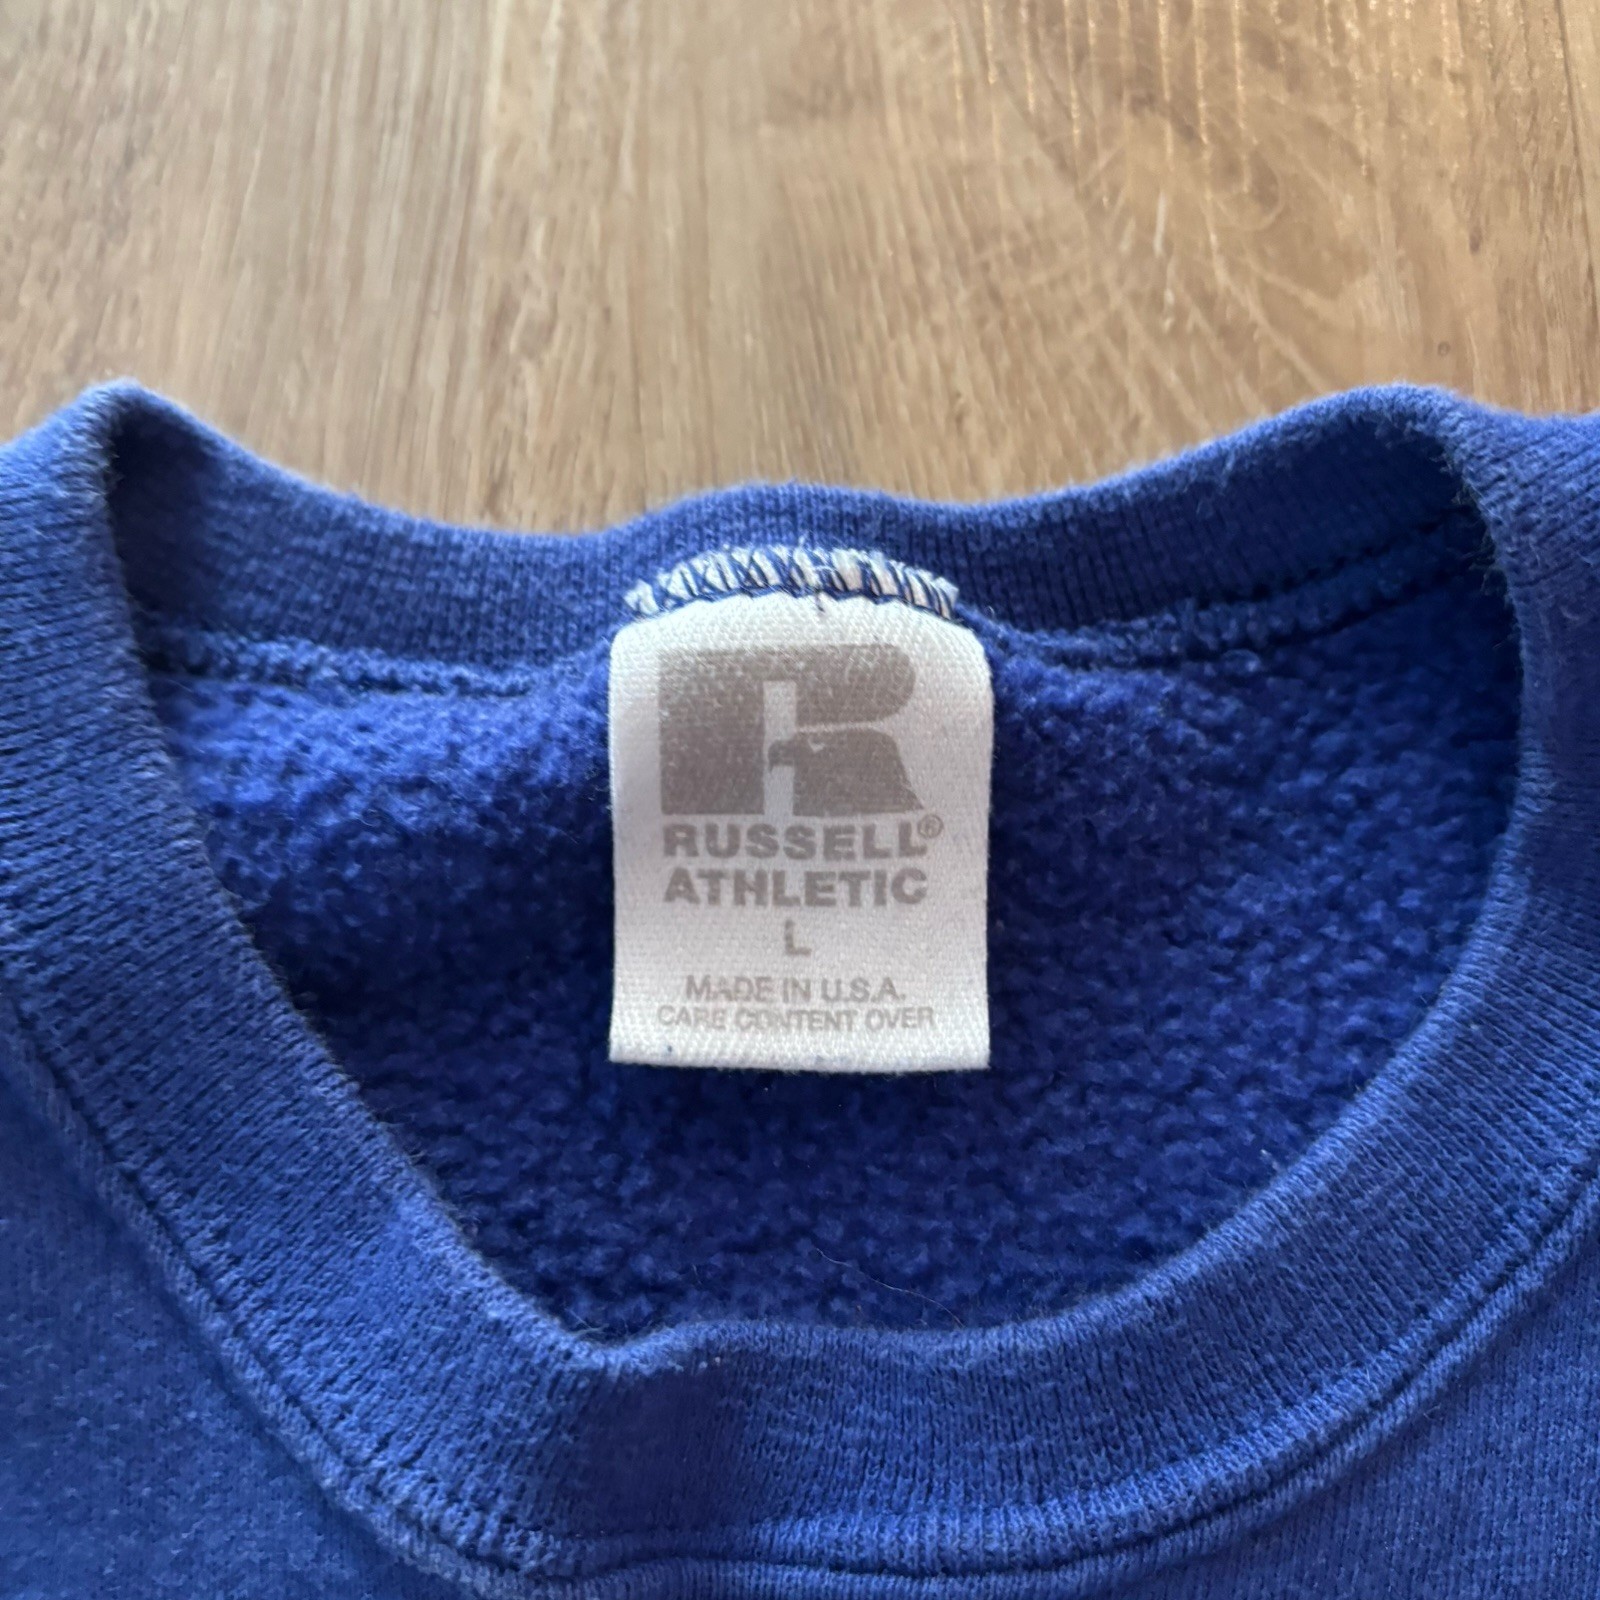 R
RUSSELL®
ATHLETIC
L
MADE IN U.S.A.
CARE CONTENT OVER